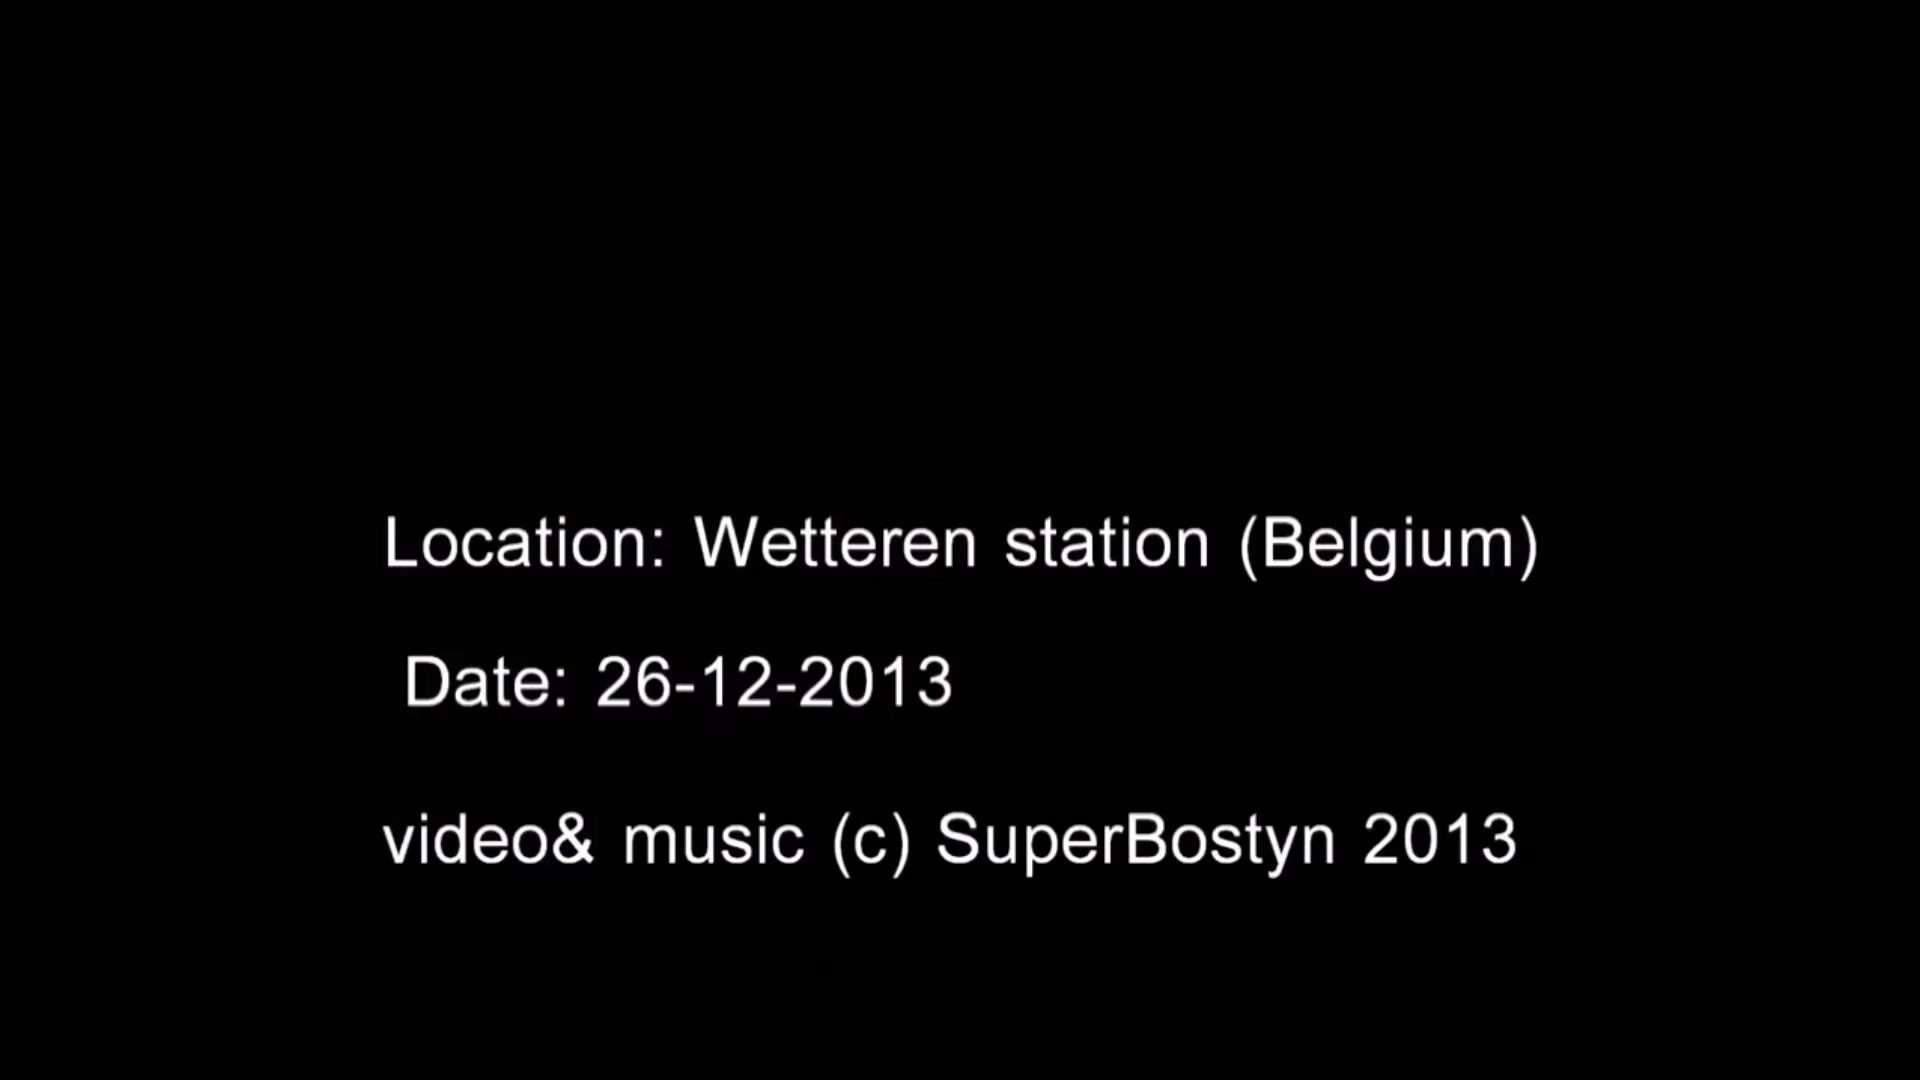 Location: Wetteren station (Belgium)
Date: 26-12-2013
video& music (c) SuperBostyn 2013